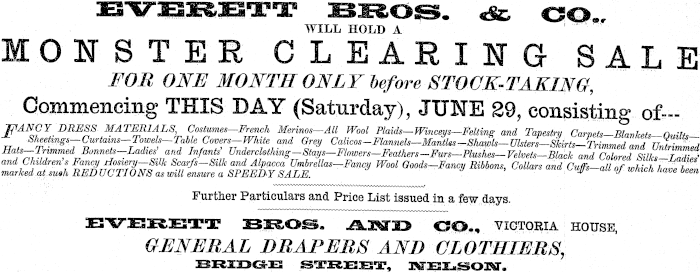 EVERETT BROS. & CO.,
WILL HOLD A
MONSTER CLEARING SALE
FOR ONE MONTH ONLY before STOCK-TAKING,
Commencing THIS DAY (Saturday), JUNE 29, consisting of---
FANCY DRESS MATERIALS, Costumes—French Merinos—All Wool Plaids—Winceys—Felting and Tapestry Carpets—Blankets—Quilts—
Sheetings—Curtains—Towels—Table Covers—White and Grey Calicos—Flannels—Mantles—Shawls—Ulsters—Skirts—Trimmed and Untrimmed
Hats—Trimmed Bonnets—Ladies' and Infants' Underclothing—Stays—Flowers—Feathers—Furs—Plushes—Velvets—Black and Colored Silks—Ladies'
and Children's Fancy Hosiery—Silk Scarfs—Silk and Alpacca Umbrellas—Fancy Wool Goods—Fancy Ribbons, Collars and Cuffs—all of which have been
marked at such REDUCTIONS as will ensure a SPEEDY SALE.
Further Particulars and Price List issued in a few days.
EVERETT BROS. AND CO., VICTORIA HOUSE,
GENERAL DRAPERS AND CLOTHIERS,
BRIDGE STREET, NELSON.